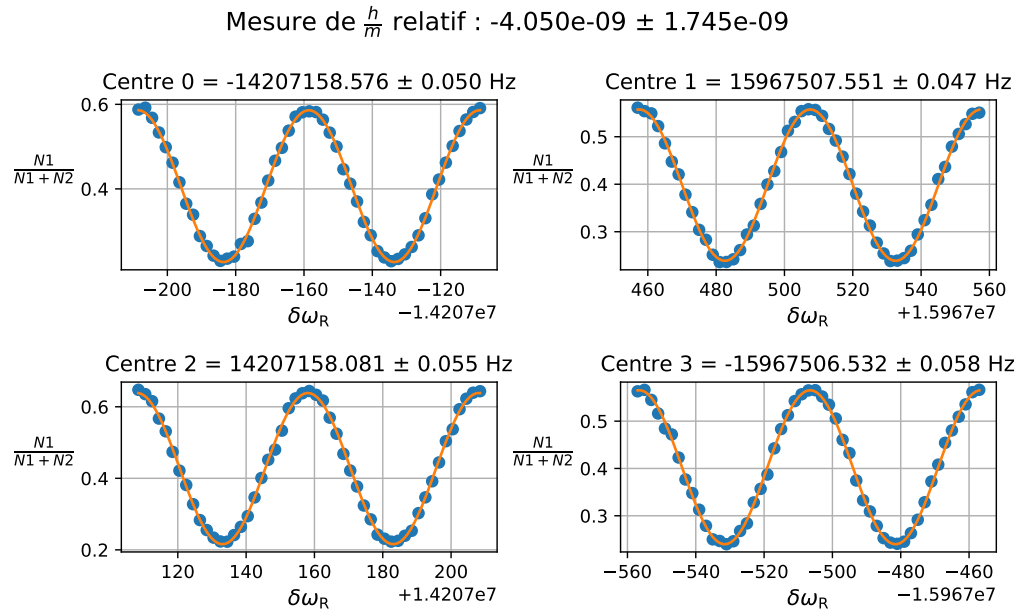 Mesure de h/m relatif : -4.050e-09 ± 1.745e-09
Centre 0 = -14207158.576 ± 0.050 Hz
0.6
0.4
N1/N1+N2
−200 −180 −160 −140 −120
δω_R
−1.4207e7
Centre 1 = 15967507.551 ± 0.047 Hz
0.5
0.4
0.3
N1/N1+N2
460 480 500 520 540 560
δω_R
+1.5967e7
Centre 2 = 14207158.081 ± 0.055 Hz
0.6
0.4
0.2
N1/N1+N2
120 140 160 180 200
δω_R
+1.4207e7
Centre 3 = -15967506.532 ± 0.058 Hz
0.5
0.4
0.3
N1/N1+N2
−560 −540 −520 −500 −480 −460
δω_R
−1.5967e7